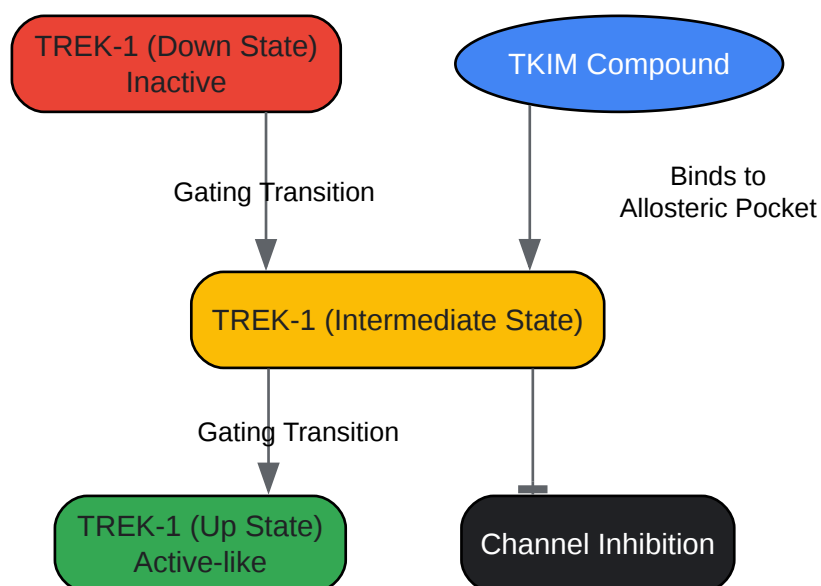 TREK-1 (Down State)
Inactive
TKIM Compound
Gating Transition
Binds to
Allosteric Pocket
TREK-1 (Intermediate State)
Gating Transition
TREK-1 (Up State)
Active-like
Channel Inhibition